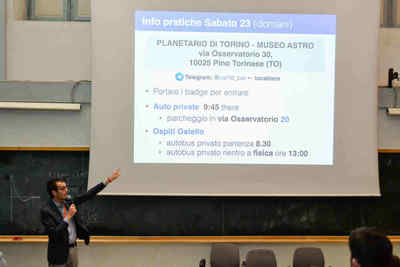 Info pratiche Sabato 23 (domani)
PLANETARIO DI TORINO - MUSEO ASTRO
via Osservatorio 30,
10025 Pino Torinese (TO)
Telegram:
• Portare i badge per entrare
• Auto private 9:45 there
• parcheggio in via Osservatorio 20
• Ospiti Galello
• autobus privato partenza 8.30
• autobus privato rientro a fisica ore 13:00